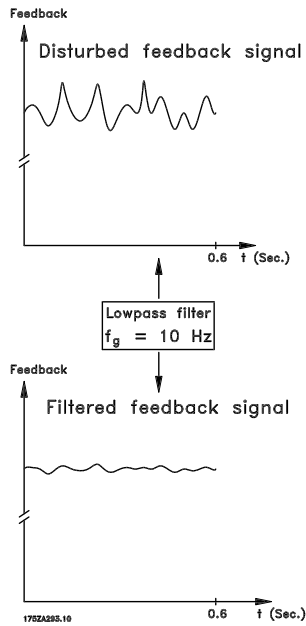 Feedback
Disturbed feedback signal
0.6 t (Sec.)
Lowpass filter
fg = 10 Hz
Feedback
Filtered feedback signal
0.6 t (Sec.)
175ZA293.10